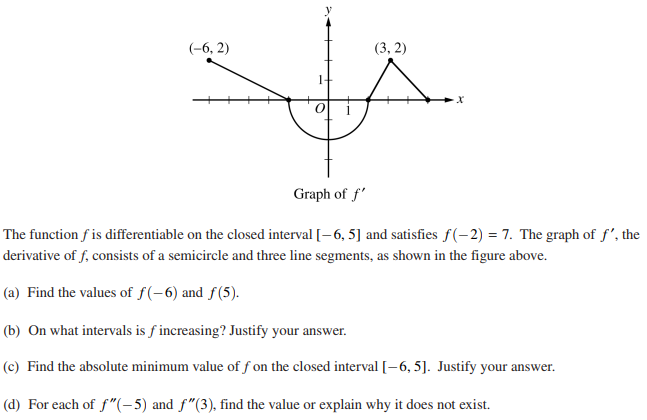 y
(−6, 2)
(3, 2)
1
x
O
1
Graph of f′
The function f is differentiable on the closed interval [−6, 5] and satisfies f(−2) = 7. The graph of f′, the
derivative of f, consists of a semicircle and three line segments, as shown in the figure above.
(a) Find the values of f(−6) and f(5).
(b) On what intervals is f increasing? Justify your answer.
(c) Find the absolute minimum value of f on the closed interval [−6, 5]. Justify your answer.
(d) For each of f″(−5) and f″(3), find the value or explain why it does not exist.